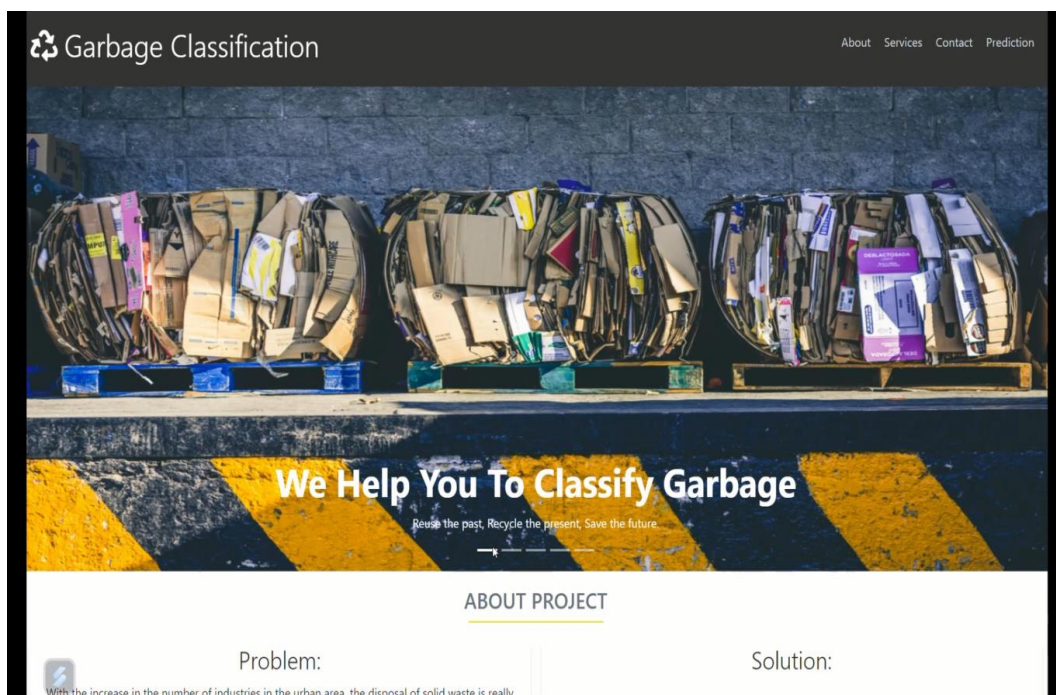 Garbage Classification
About Services Contact Prediction
DESLACTOSADA
We Help You To Classify Garbage
Reuse the past, Recycle the present, Save the future.
ABOUT PROJECT
Problem:
Solution:
With the increase in the number of industries in the urban area, the disposal of solid waste is really